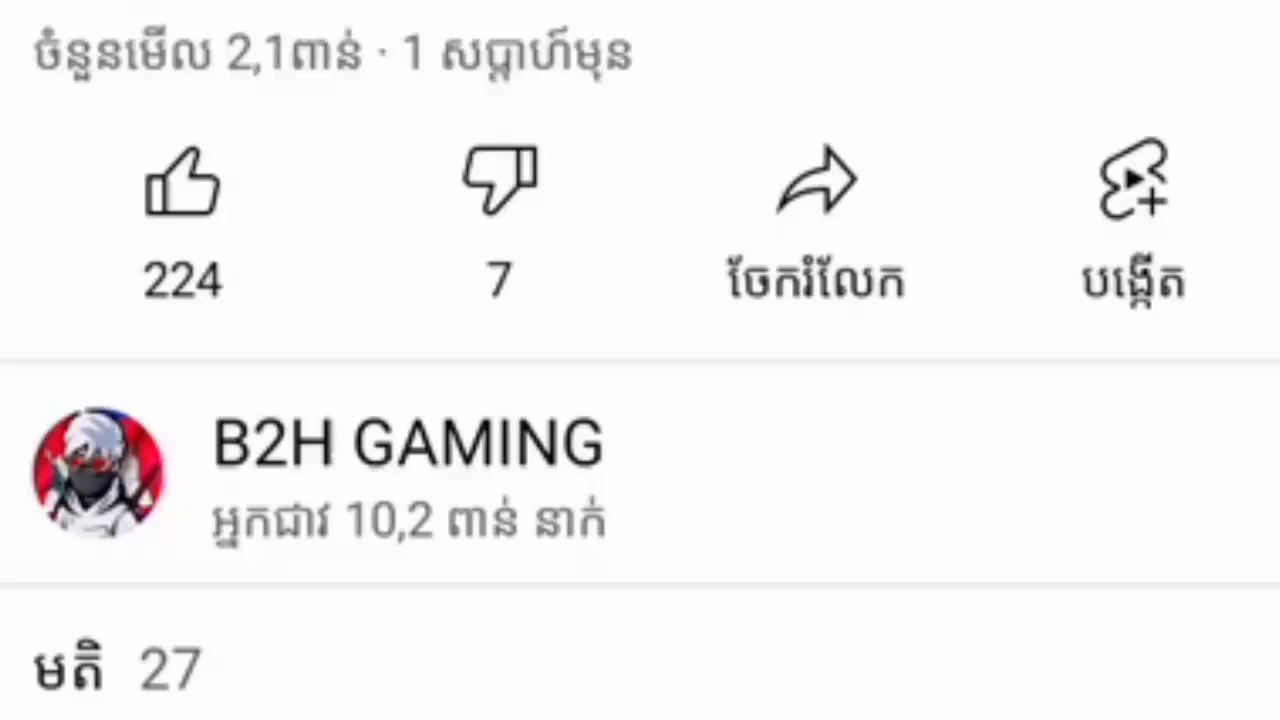 ចំនួនមើល 2,1ពាន់ · 1 សប្តាហ៍មុន
224 7 ចែករំលែក បង្កើត
B2H GAMING
អ្នកជាវ 10,2 ពាន់ នាក់
មតិ 27